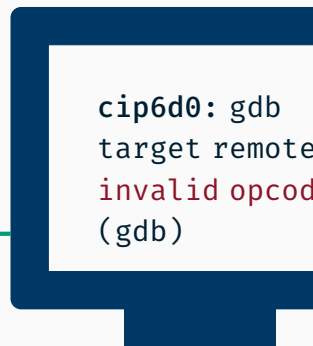 cip6d0: gdb
target remote
invalid opcod
(gdb)